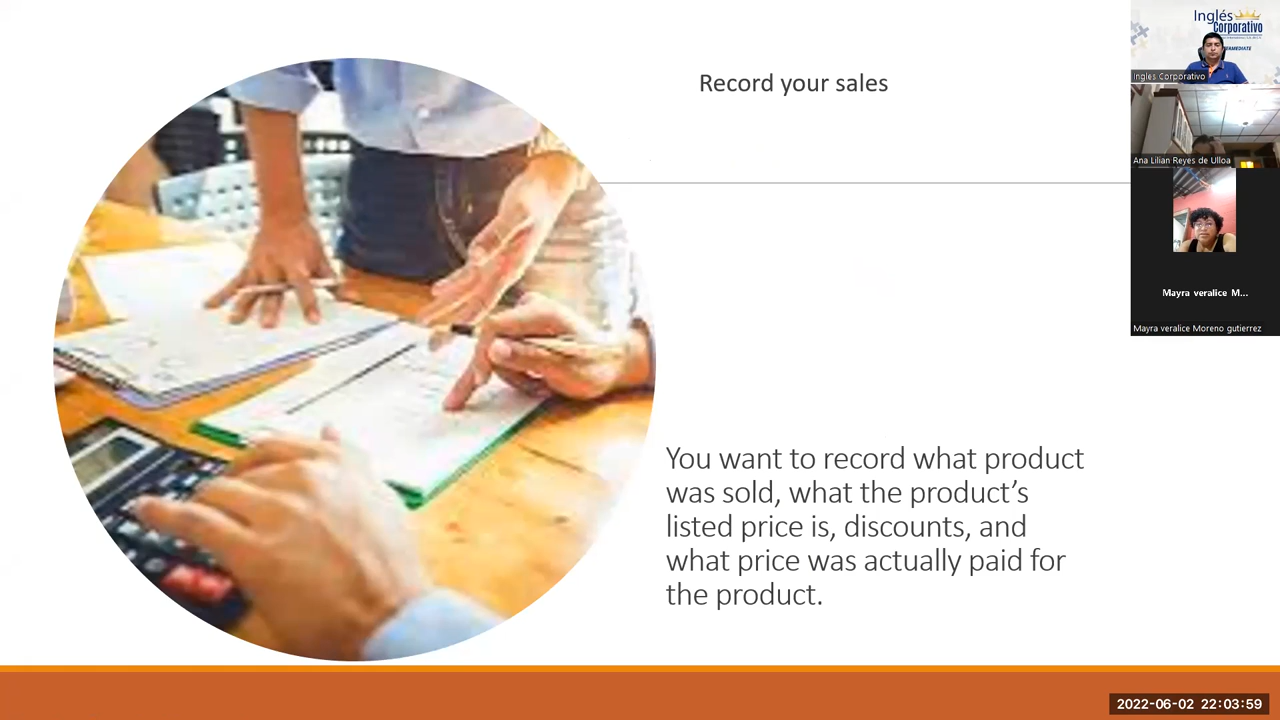 Record your sales
You want to record what product
was sold, what the product’s
listed price is, discounts, and
what price was actually paid for
the product.
Inglés
Corporativo
Ingles Corporativo
Ana Lilian Reyes de Ulloa
Mayra veralice M...
Mayra veralice Moreno gutierrez
2022-06-02 22:03:59